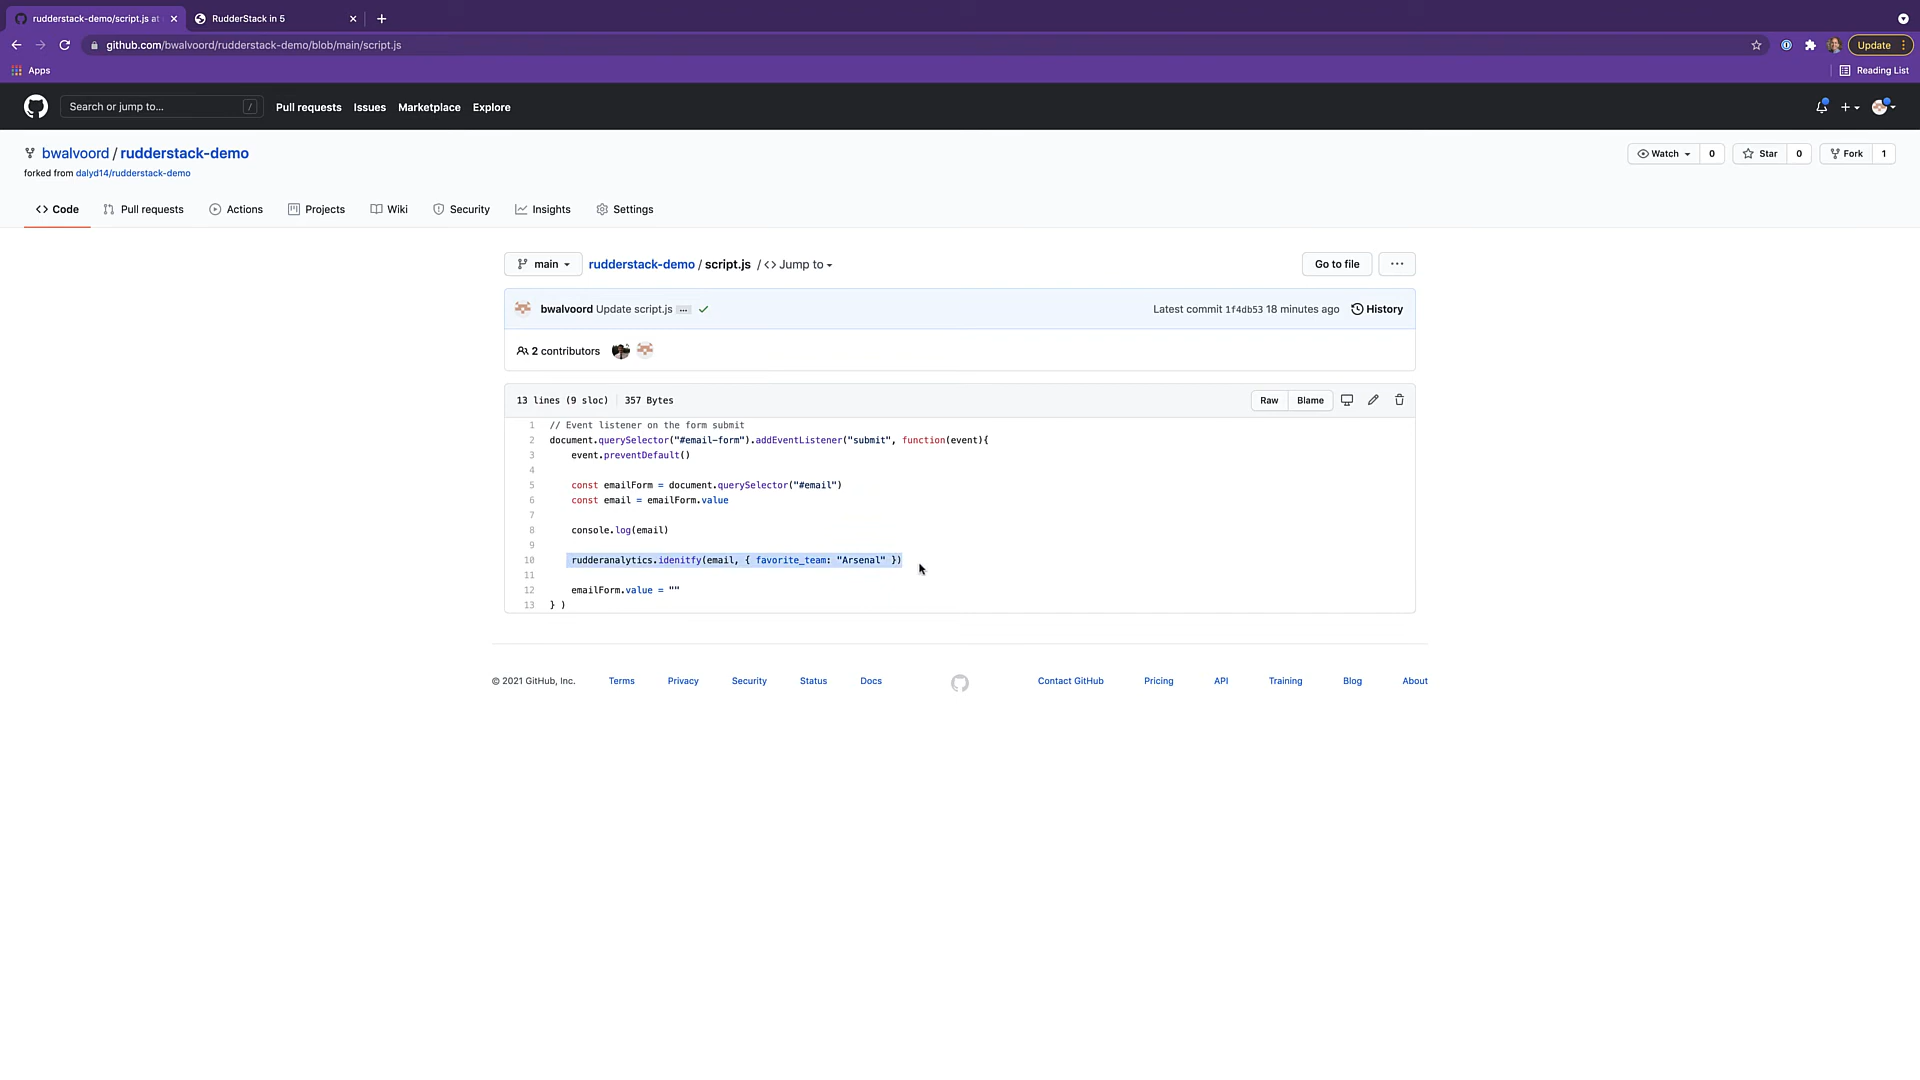 rudderstack-demo/script.js at
RudderStack in 5
github.com/bwalvoord/rudderstack-demo/blob/main/script.js
Update
Apps
Reading List
Search or jump to...
/
Pull requests
Issues
Marketplace
Explore
bwalvoord / rudderstack-demo
Watch 0
Star 0
Fork 1
forked from dalyd14/rudderstack-demo
Code
Pull requests
Actions
Projects
Wiki
Security
Insights
Settings
main
rudderstack-demo / script.js / <> Jump to
Go to file
...
bwalvoord Update script.js ...
Latest commit 1f4db53 18 minutes ago
History
2 contributors
13 lines (9 sloc) 357 Bytes
Raw
Blame
1 // Event listener on the form submit
2 document.querySelector("#email-form").addEventListener("submit", function(event){
3 event.preventDefault()
4
5 const emailForm = document.querySelector("#email")
6 const email = emailForm.value
7
8 console.log(email)
9
10 rudderanalytics.idenitfy(email, { favorite_team: "Arsenal" })
11
12 emailForm.value = ""
13 } )
© 2021 GitHub, Inc.
Terms
Privacy
Security
Status
Docs
Contact GitHub
Pricing
API
Training
Blog
About